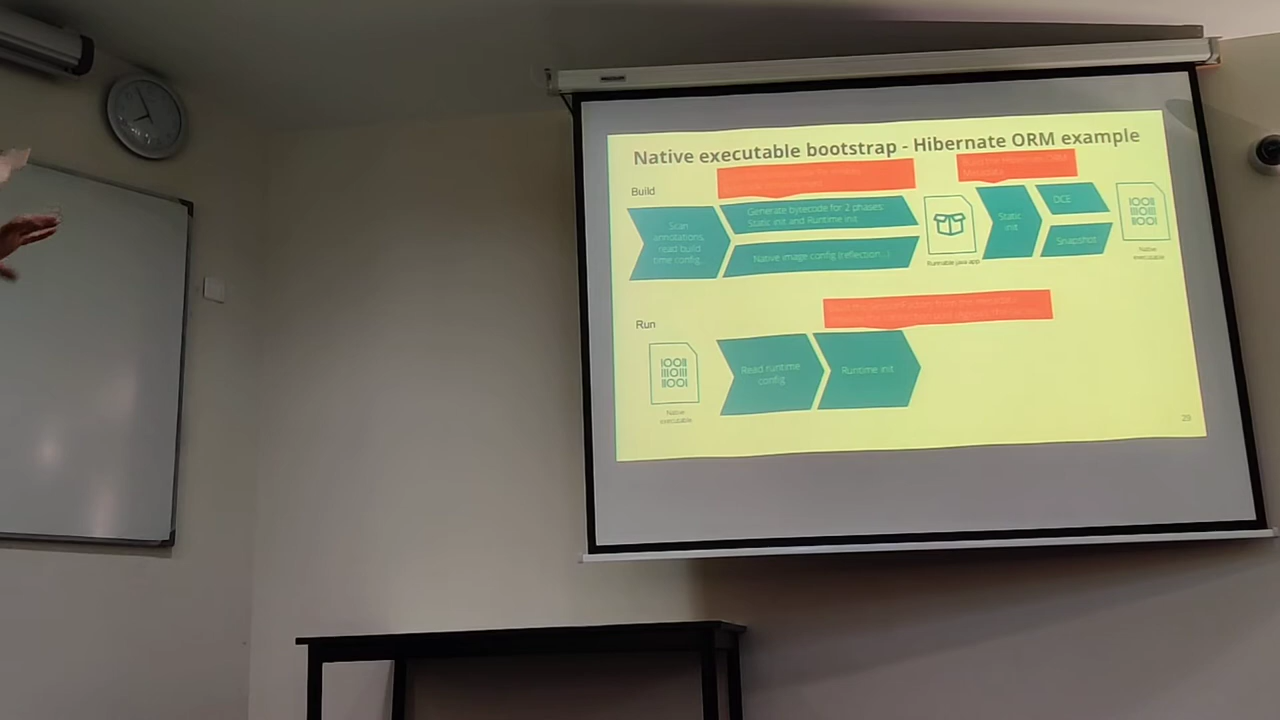 Native executable bootstrap - Hibernate ORM example
Build
Scan
annotations,
read build
time config...
Generate bytecode for 2 phases:
Static init and Runtime init
Native image config (reflection...)
Runnable java app
Metadata
Static
init
DCE
Snapshot
Native
executable
Run
Native
executable
Read runtime
config
Runtime init
29